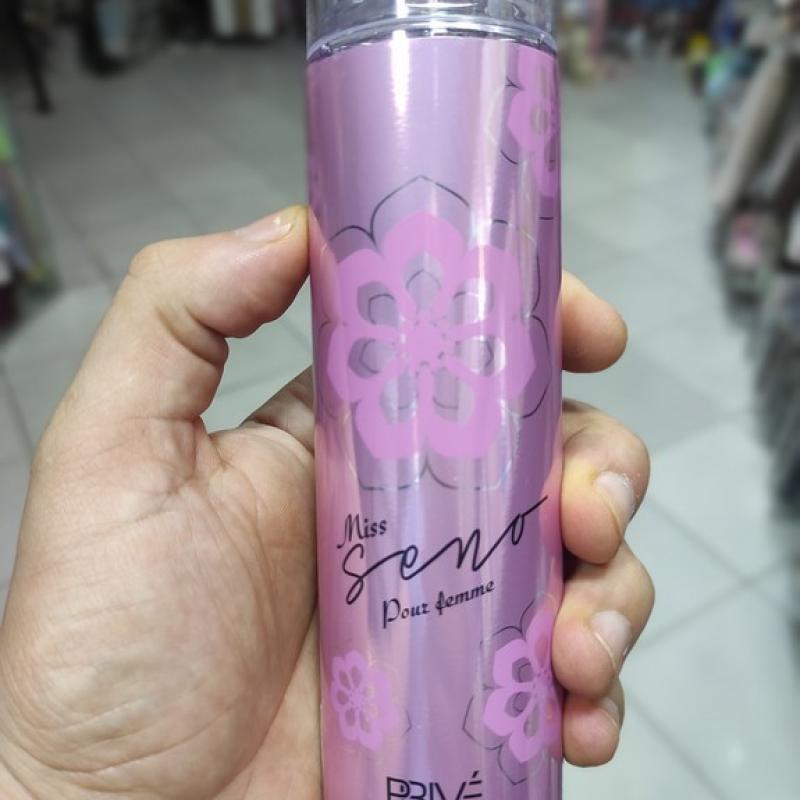 Miss
Seno
Pour femme
PRIVÉ